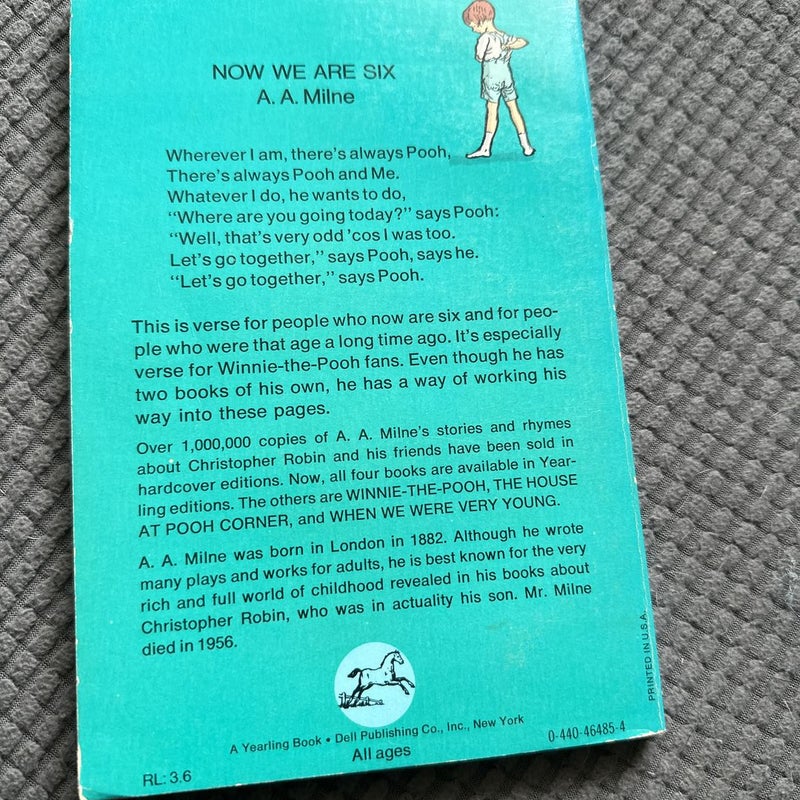 NOW WE ARE SIX
A. A. Milne
Wherever I am, there's always Pooh,
There's always Pooh and Me.
Whatever I do, he wants to do,
"Where are you going today?" says Pooh:
"Well, that's very odd 'cos I was too.
Let's go together," says Pooh, says he.
"Let's go together," says Pooh.
This is verse for people who now are six and for peo-
ple who were that age a long time ago. It's especially
verse for Winnie-the-Pooh fans. Even though he has
two books of his own, he has a way of working his
way into these pages.
Over 1,000,000 copies of A. A. Milne's stories and rhymes
about Christopher Robin and his friends have been sold in
hardcover editions. Now, all four books are available in Year-
ling editions. The others are WINNIE-THE-POOH, THE HOUSE
AT POOH CORNER, and WHEN WE WERE VERY YOUNG.
A. A. Milne was born in London in 1882. Although he wrote
many plays and works for adults, he is best known for the very
rich and full world of childhood revealed in his books about
Christopher Robin, who was in actuality his son. Mr. Milne
died in 1956.
PRINTED IN U.S.A.
A Yearling Book • Dell Publishing Co., Inc., New York
0-440-46485-4
All ages
RL: 3.6